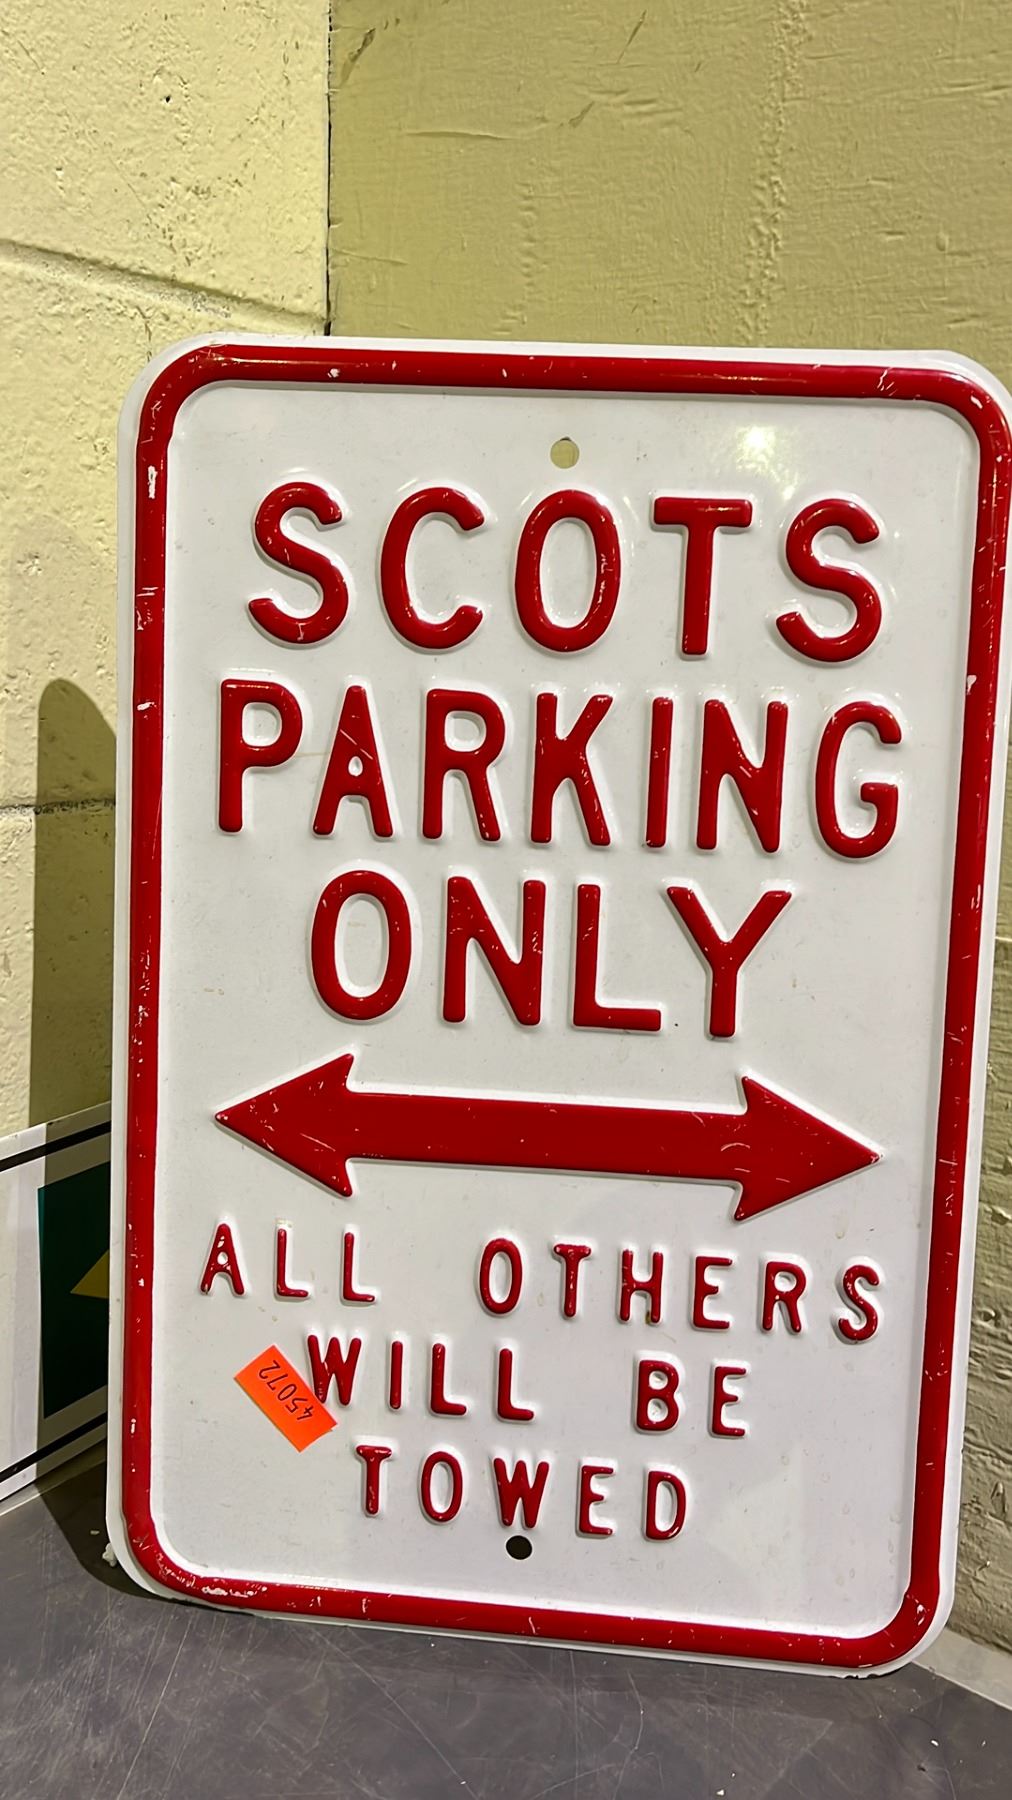 SCOTS
PARKING
ONLY
ALL OTHERS
WILL BE
TOWED
45072